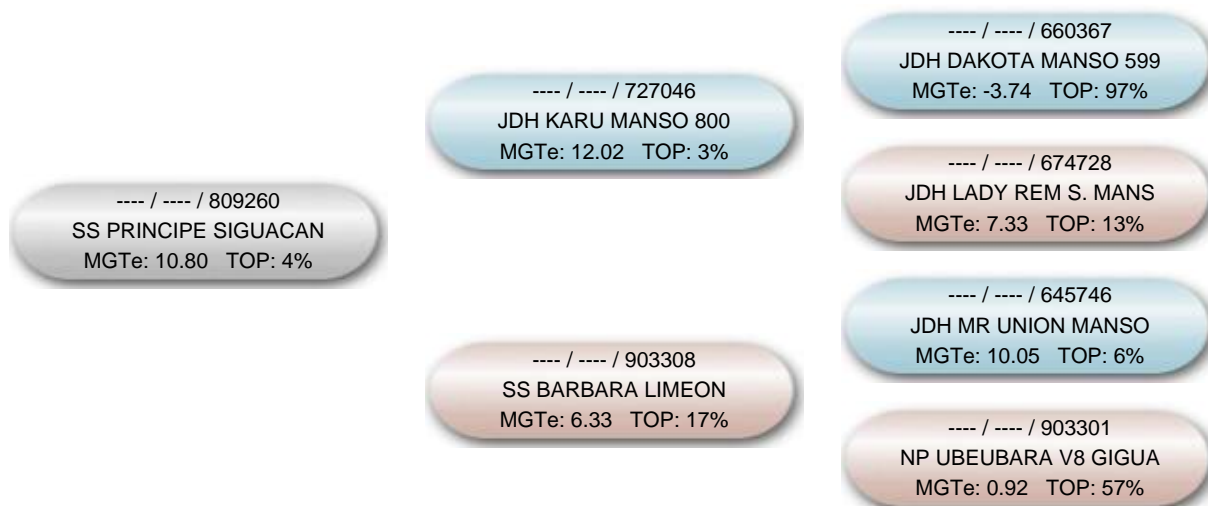 ---- / ---- / 809260
SS PRINCIPE SIGUACAN
MGTe: 10.80 TOP: 4%
---- / ---- / 727046
JDH KARU MANSO 800
MGTe: 12.02 TOP: 3%
---- / ---- / 903308
SS BARBARA LIMEON
MGTe: 6.33 TOP: 17%
---- / ---- / 660367
JDH DAKOTA MANSO 599
MGTe: -3.74 TOP: 97%
---- / ---- / 674728
JDH LADY REM S. MANS
MGTe: 7.33 TOP: 13%
---- / ---- / 645746
JDH MR UNION MANSO
MGTe: 10.05 TOP: 6%
---- / ---- / 903301
NP UBEUBARA V8 GIGUA
MGTe: 0.92 TOP: 57%